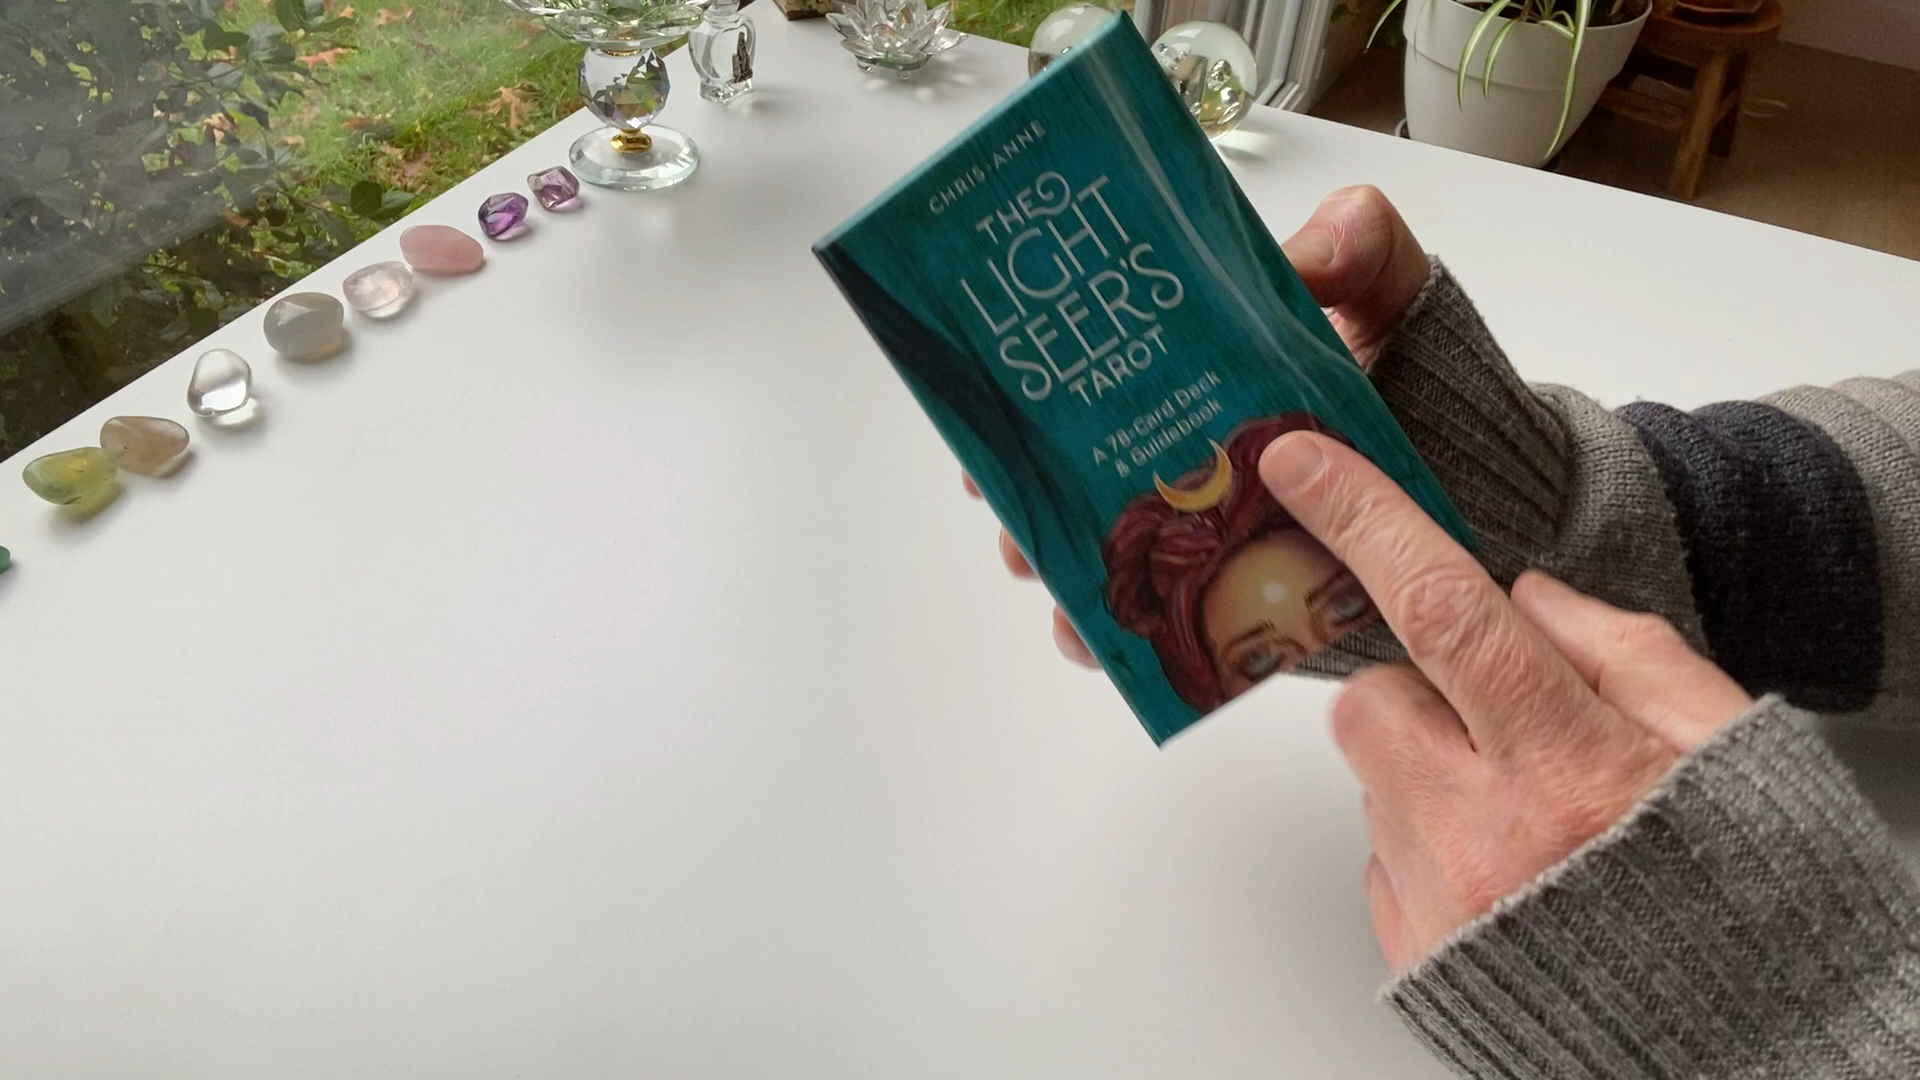 CHRIS-ANNE
THE
LIGHT
SEER'S
TAROT
A 78-Card Deck
& Guidebook